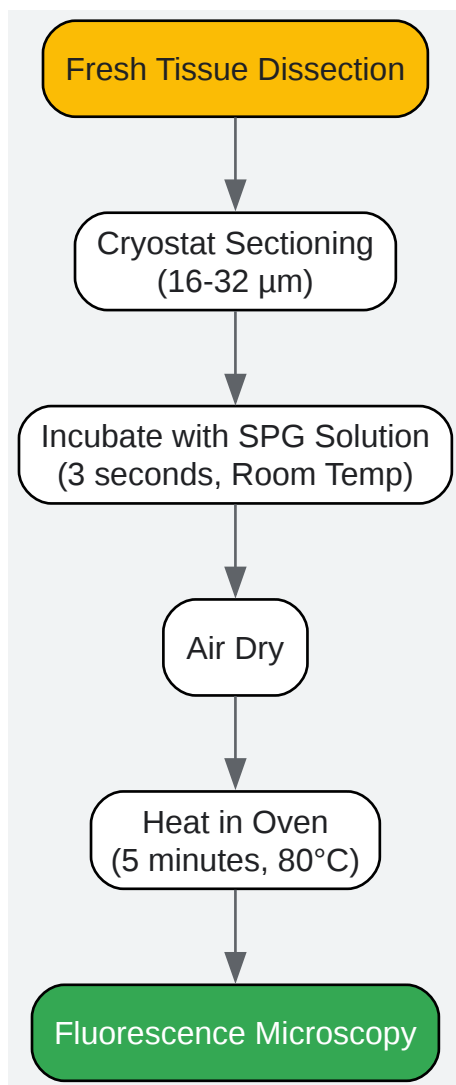 Fresh Tissue Dissection
Cryostat Sectioning
(16-32 µm)
Incubate with SPG Solution
(3 seconds, Room Temp)
Air Dry
Heat in Oven
(5 minutes, 80°C)
Fluorescence Microscopy